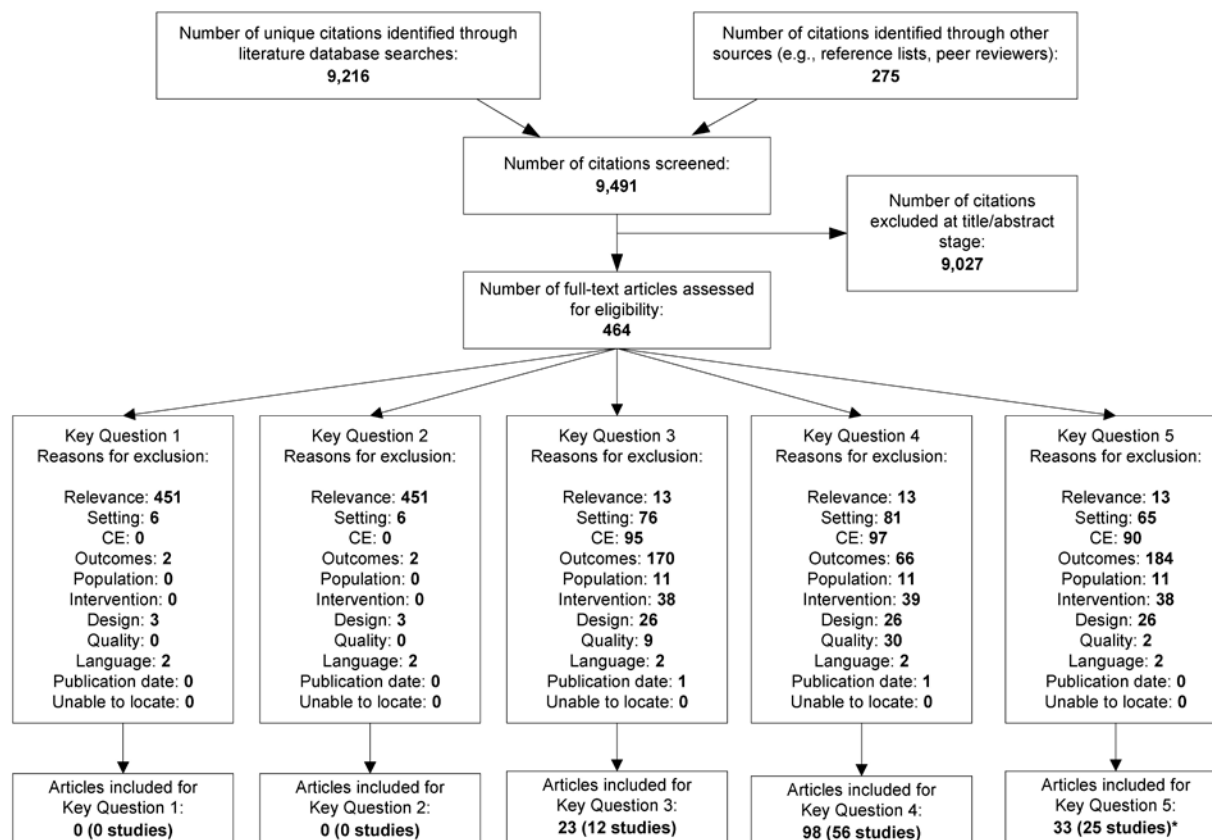 Number of unique citations identified through
literature database searches:
9,216
Number of citations identified through other
sources (e.g., reference lists, peer reviewers):
275
Number of citations screened:
9,491
Number of citations
excluded at title/abstract
stage:
9,027
Number of full-text articles assessed
for eligibility:
464
Key Question 1
Reasons for exclusion:
Relevance: 451
Setting: 6
CE: 0
Outcomes: 2
Population: 0
Intervention: 0
Design: 3
Quality: 0
Language: 2
Publication date: 0
Unable to locate: 0
Key Question 2
Reasons for exclusion:
Relevance: 451
Setting: 6
CE: 0
Outcomes: 2
Population: 0
Intervention: 0
Design: 3
Quality: 0
Language: 2
Publication date: 0
Unable to locate: 0
Key Question 3
Reasons for exclusion:
Relevance: 13
Setting: 76
CE: 95
Outcomes: 170
Population: 11
Intervention: 38
Design: 26
Quality: 9
Language: 2
Publication date: 1
Unable to locate: 0
Key Question 4
Reasons for exclusion:
Relevance: 13
Setting: 81
CE: 97
Outcomes: 66
Population: 11
Intervention: 39
Design: 26
Quality: 30
Language: 2
Publication date: 1
Unable to locate: 0
Key Question 5
Reasons for exclusion:
Relevance: 13
Setting: 65
CE: 90
Outcomes: 184
Population: 11
Intervention: 38
Design: 26
Quality: 2
Language: 2
Publication date: 0
Unable to locate: 0
Articles included for
Key Question 1:
0 (0 studies)
Articles included for
Key Question 2:
0 (0 studies)
Articles included for
Key Question 3:
23 (12 studies)
Articles included for
Key Question 4:
98 (56 studies)
Articles included for
Key Question 5:
33 (25 studies)*